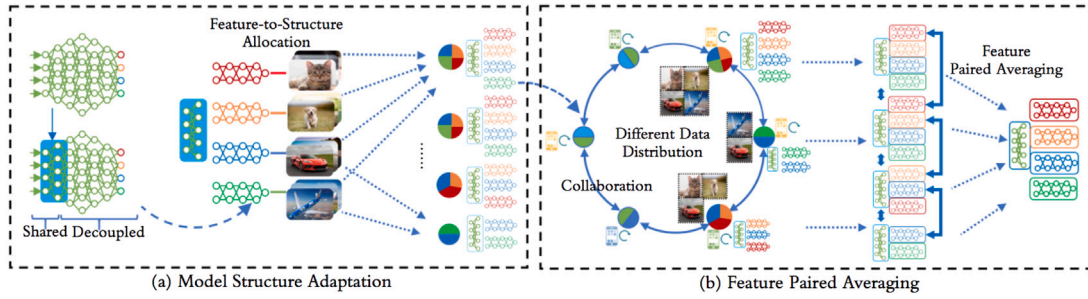 Feature-to-Structure
Allocation
Shared Decoupled
(a) Model Structure Adaptation
Different Data
Distribution
Collaboration
Feature
Paired Averaging
(b) Feature Paired Averaging